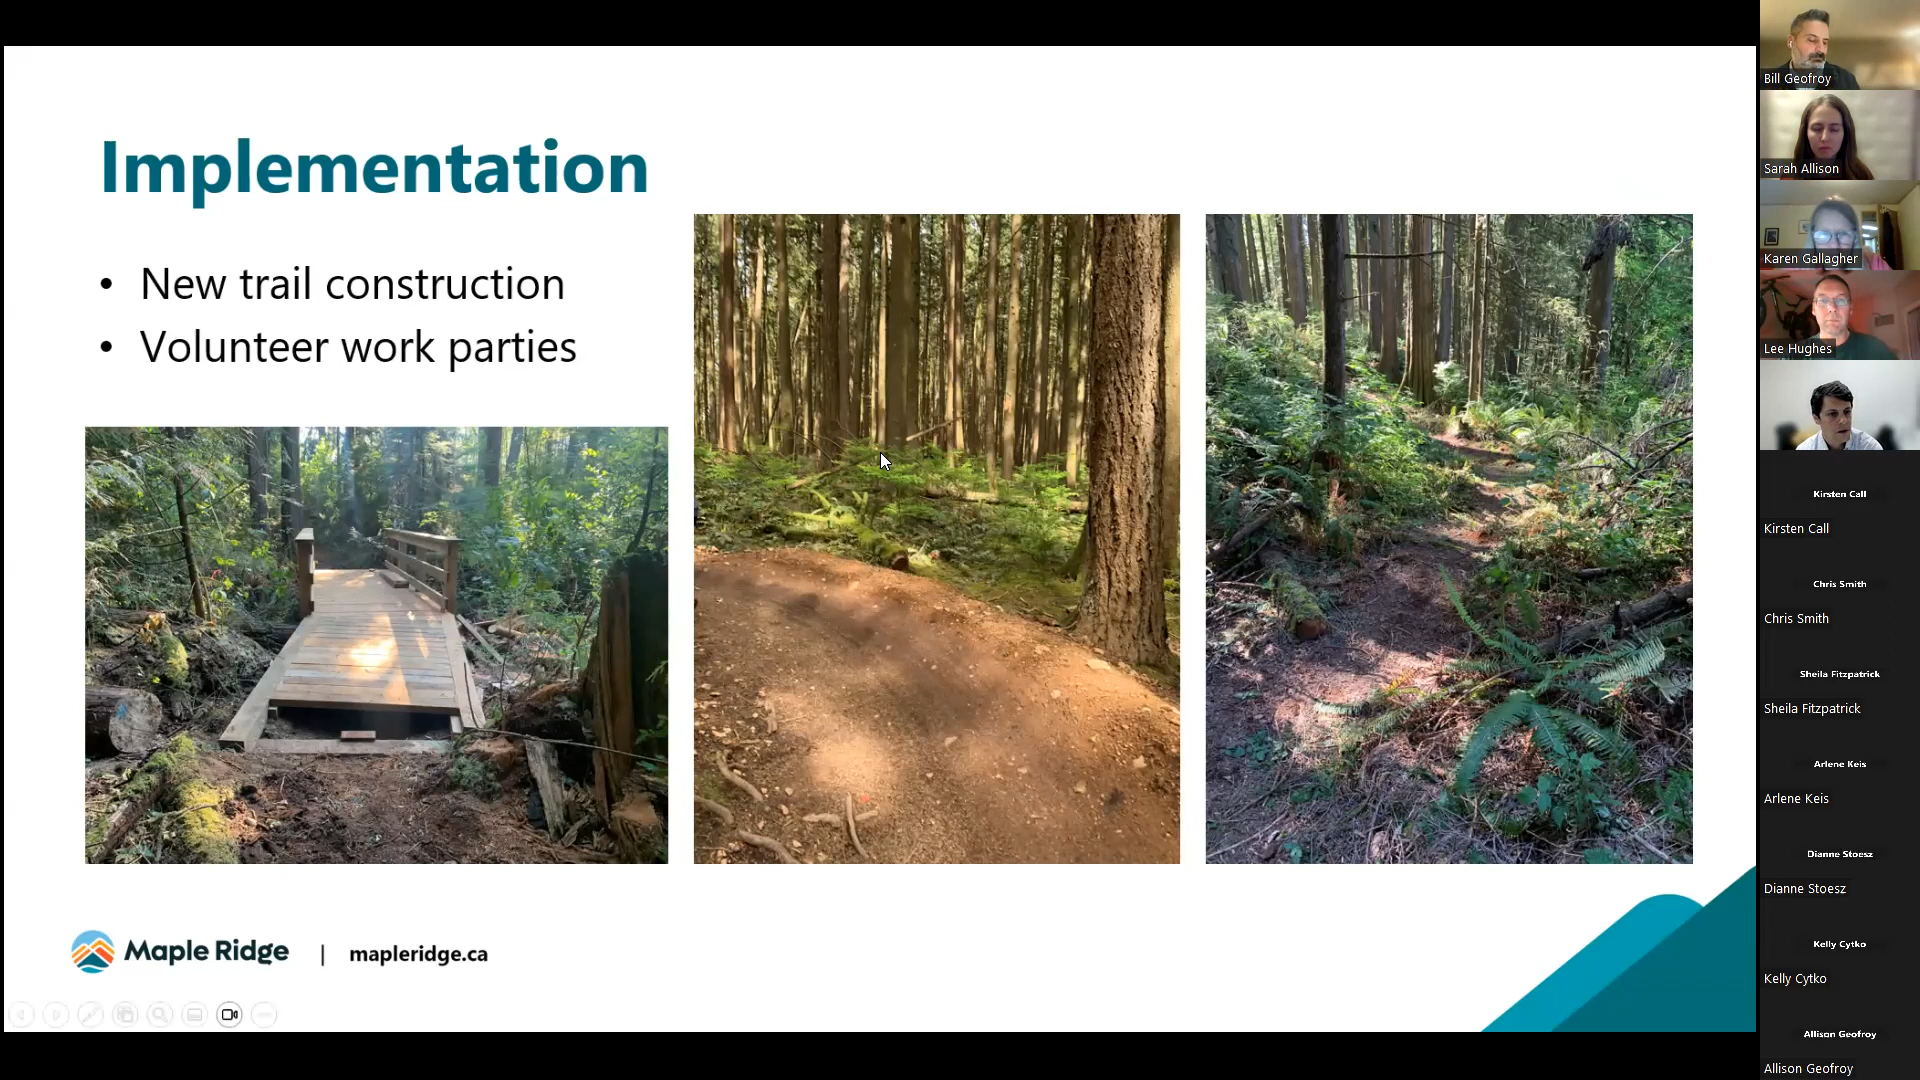 Implementation
• New trail construction
• Volunteer work parties
Maple Ridge | mapleridge.ca
Bill Geofroy
Sarah Allison
Karen Gallagher
Lee Hughes
Kirsten Call
Kirsten Call
Chris Smith
Chris Smith
Sheila Fitzpatrick
Sheila Fitzpatrick
Arlene Keis
Arlene Keis
Dianne Stoesz
Dianne Stoesz
Kelly Cytko
Kelly Cytko
Allison Geofroy
Allison Geofroy